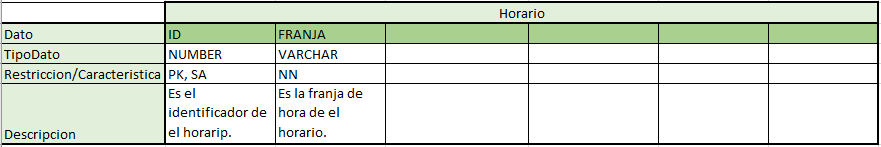 Horario
Dato ID FRANJA
TipoDato NUMBER VARCHAR
Restriccion/Caracteristica PK, SA NN
Descripcion
Es el
identificador de
el horarip.
Es la franja de
hora de el
horario.